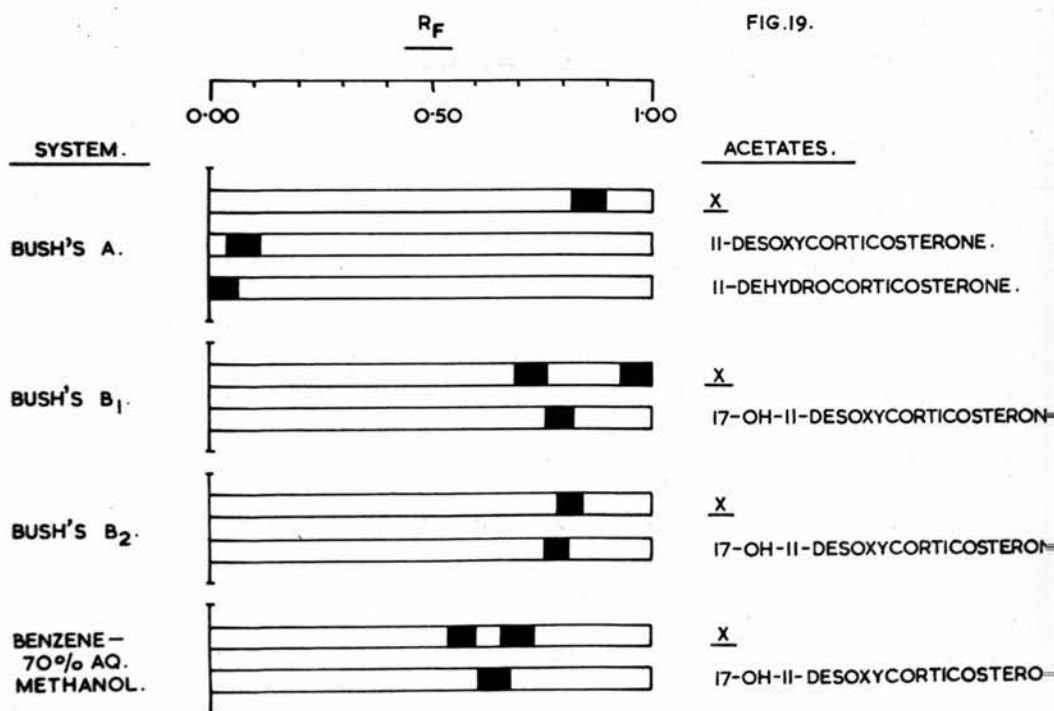 R_F
FIG.19.
0·00 0·50 1·00
SYSTEM.
ACETATES.
BUSH'S A.
X
11-DESOXYCORTICOSTERONE.
11-DEHYDROCORTICOSTERONE.
BUSH'S B₁.
X
17-OH-11-DESOXYCORTICOSTERON
BUSH'S B₂.
X
17-OH-11-DESOXYCORTICOSTERON
BENZENE—
70% AQ.
METHANOL.
X
17-OH-11-DESOXYCORTICOSTERO